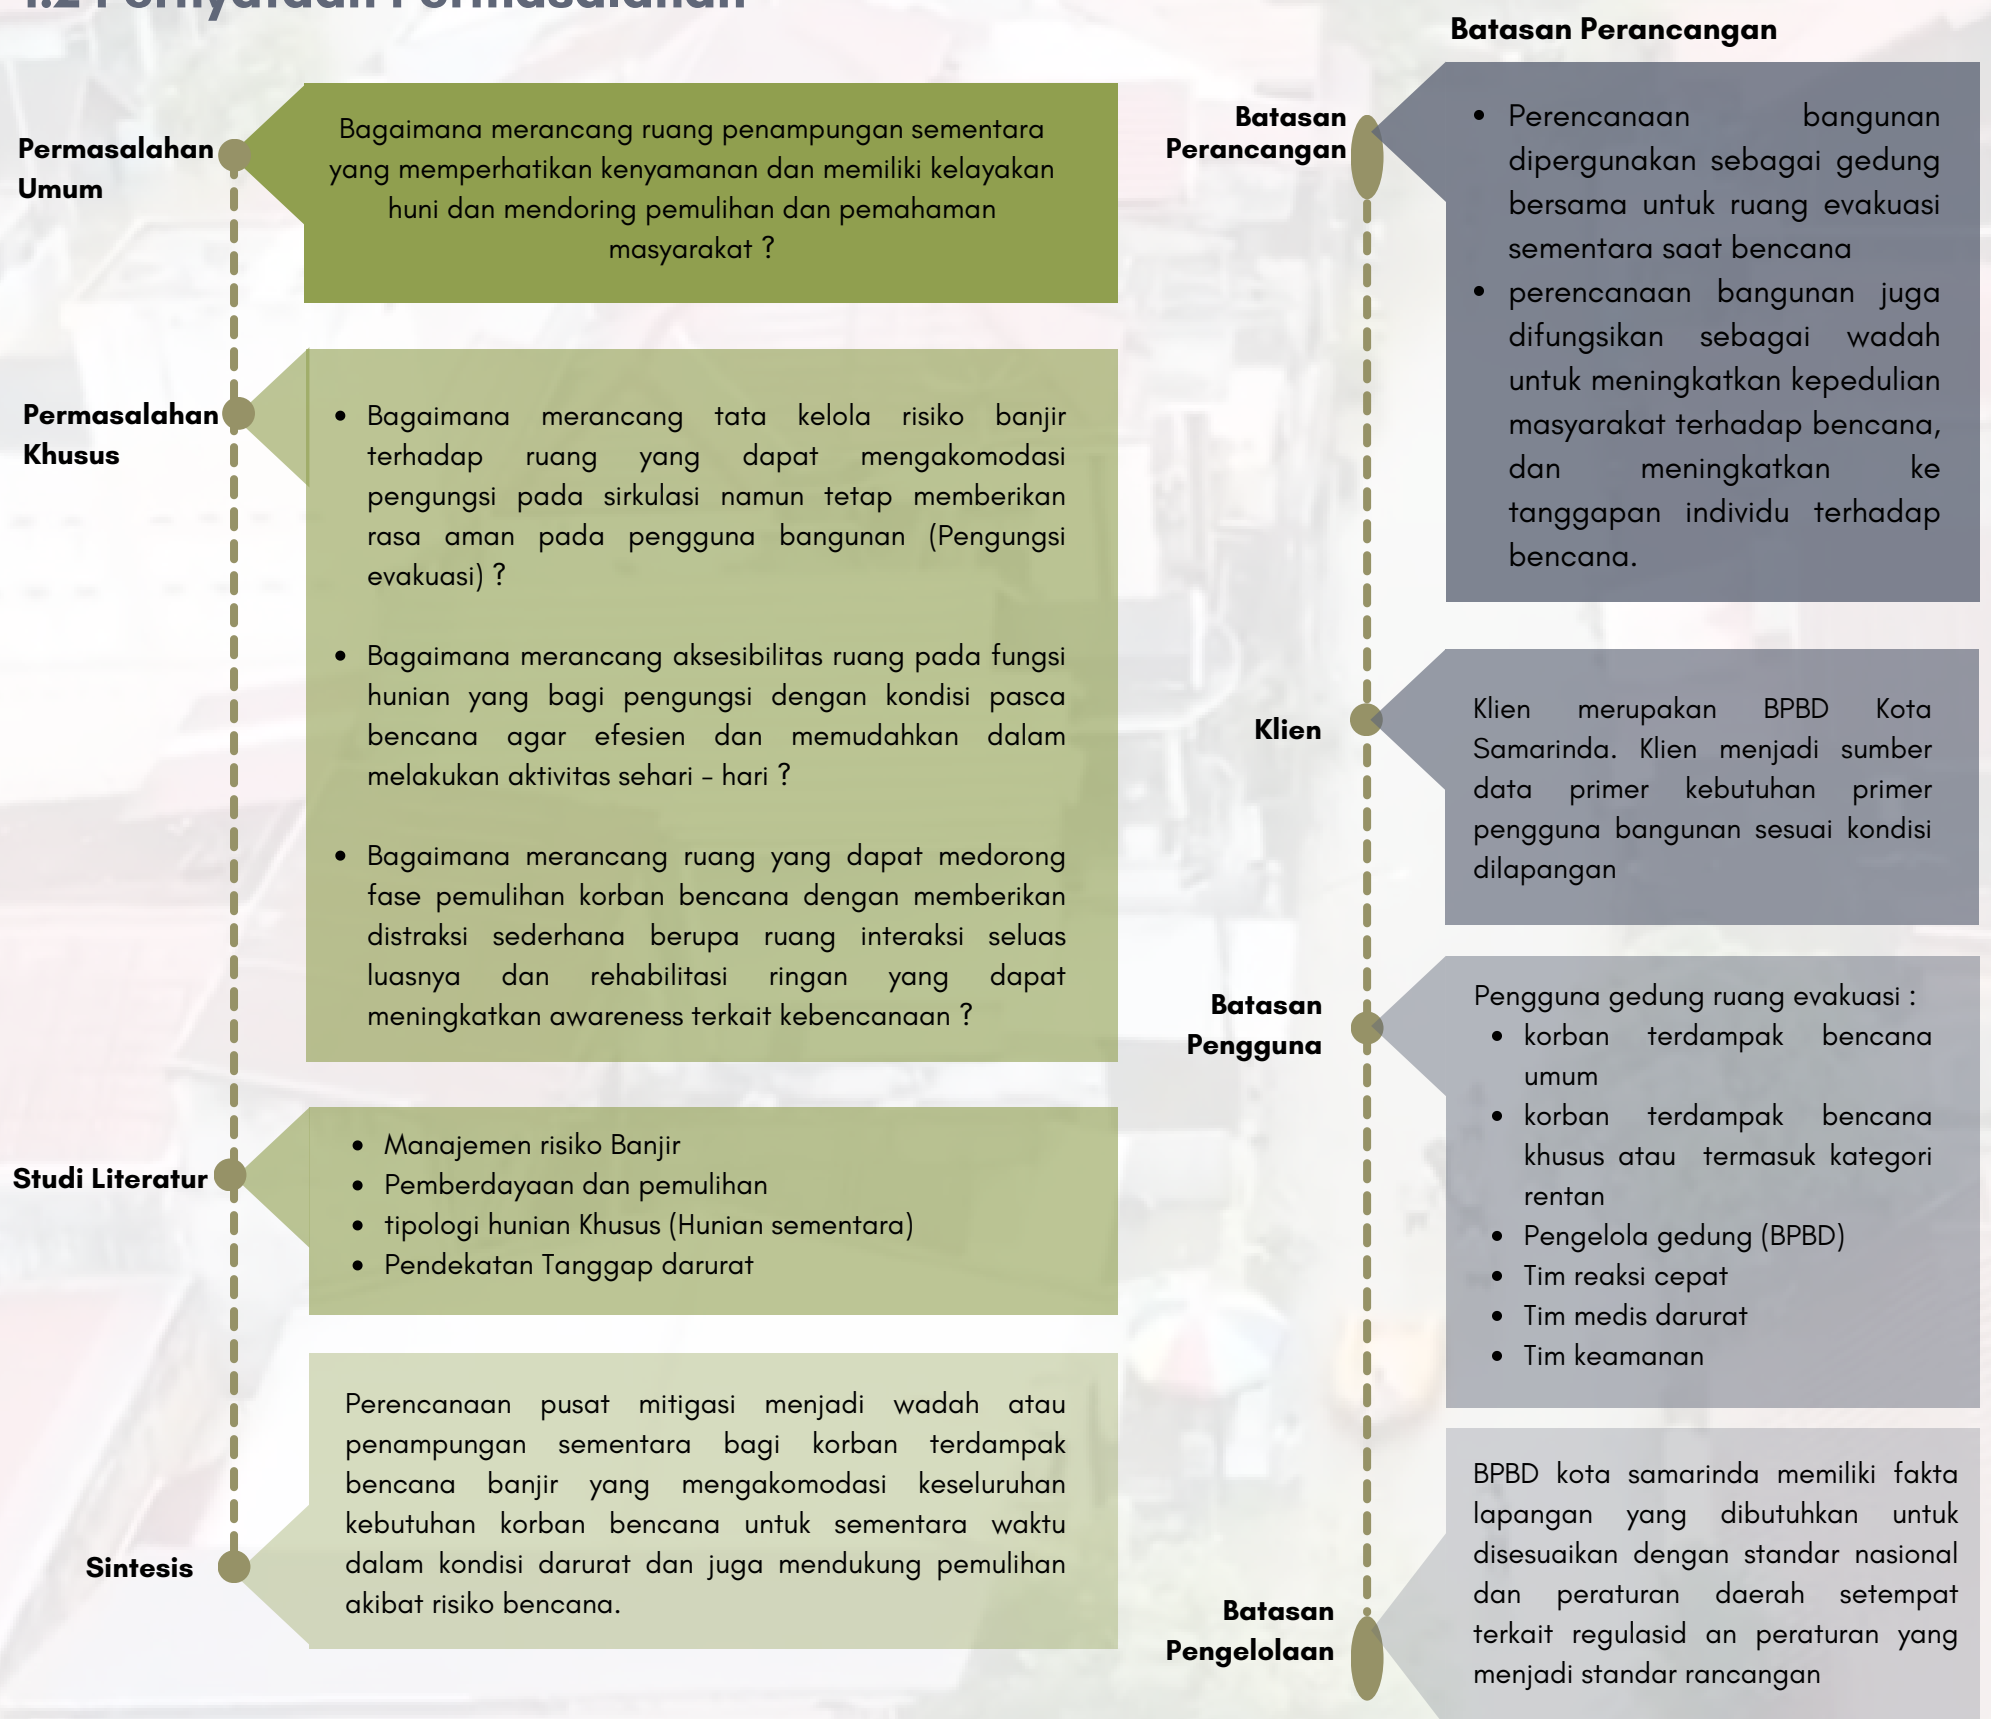 1.2 Pernyataan Permasalahan
Permasalahan
Umum
Bagaimana merancang ruang penampungan sementara
yang memperhatikan kenyamanan dan memiliki kelayakan
huni dan mendoring pemulihan dan pemahaman
masyarakat ?
Permasalahan
Khusus
• Bagaimana merancang tata kelola risiko banjir
terhadap ruang yang dapat mengakomodasi
pengungsi pada sirkulasi namun tetap memberikan
rasa aman pada pengguna bangunan (Pengungsi
evakuasi) ?
• Bagaimana merancang aksesibilitas ruang pada fungsi
hunian yang bagi pengungsi dengan kondisi pasca
bencana agar efesien dan memudahkan dalam
melakukan aktivitas sehari – hari ?
• Bagaimana merancang ruang yang dapat medorong
fase pemulihan korban bencana dengan memberikan
distraksi sederhana berupa ruang interaksi seluas
luasnya dan rehabilitasi ringan yang dapat
meningkatkan awareness terkait kebencanaan ?
Studi Literatur
• Manajemen risiko Banjir
• Pemberdayaan dan pemulihan
• tipologi hunian Khusus (Hunian sementara)
• Pendekatan Tanggap darurat
Sintesis
Perencanaan pusat mitigasi menjadi wadah atau
penampungan sementara bagi korban terdampak
bencana banjir yang mengakomodasi keseluruhan
kebutuhan korban bencana untuk sementara waktu
dalam kondisi darurat dan juga mendukung pemulihan
akibat risiko bencana.
Batasan Perancangan
Batasan
Perancangan
• Perencanaan bangunan
dipergunakan sebagai gedung
bersama untuk ruang evakuasi
sementara saat bencana
• perencanaan bangunan juga
difungsikan sebagai wadah
untuk meningkatkan kepedulian
masyarakat terhadap bencana,
dan meningkatkan ke
tanggapan individu terhadap
bencana.
Klien
Klien merupakan BPBD Kota
Samarinda. Klien menjadi sumber
data primer kebutuhan primer
pengguna bangunan sesuai kondisi
dilapangan
Batasan
Pengguna
Pengguna gedung ruang evakuasi :
• korban terdampak bencana
umum
• korban terdampak bencana
khusus atau termasuk kategori
rentan
• Pengelola gedung (BPBD)
• Tim reaksi cepat
• Tim medis darurat
• Tim keamanan
Batasan
Pengelolaan
BPBD kota samarinda memiliki fakta
lapangan yang dibutuhkan untuk
disesuaikan dengan standar nasional
dan peraturan daerah setempat
terkait regulasid an peraturan yang
menjadi standar rancangan